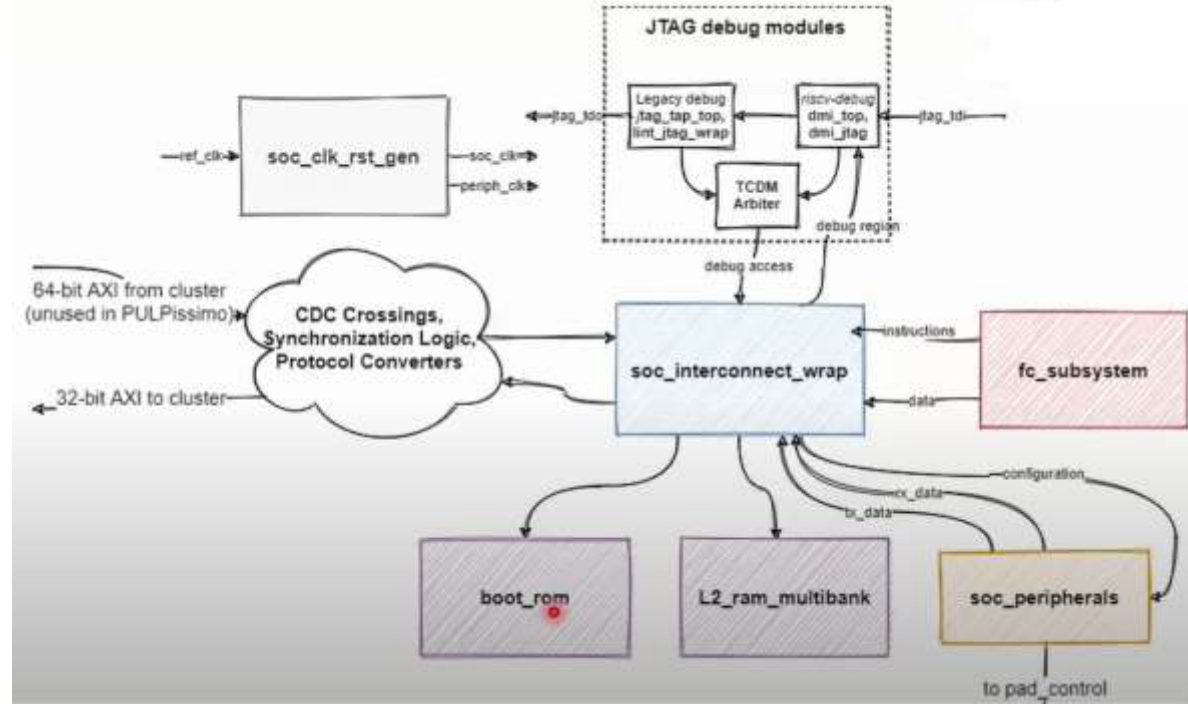 JTAG debug modules
Legacy debug
jtag_tap_top,
lint_jtag_wrap
riscv-debug
dmi_top,
dmi_jtag
jtag_tdo
jtag_tdi
ref_clk
soc_clk_rst_gen
soc_clk
periph_clk
TCDM
Arbiter
debug region
debug access
64-bit AXI from cluster
(unused in PULPissimo)
CDC Crossings,
Synchronization Logic,
Protocol Converters
32-bit AXI to cluster
soc_interconnect_wrap
instructions
data
fc_subsystem
configuration
rx_data
tx_data
boot_rom
L2_ram_multibank
soc_peripherals
to pad_control